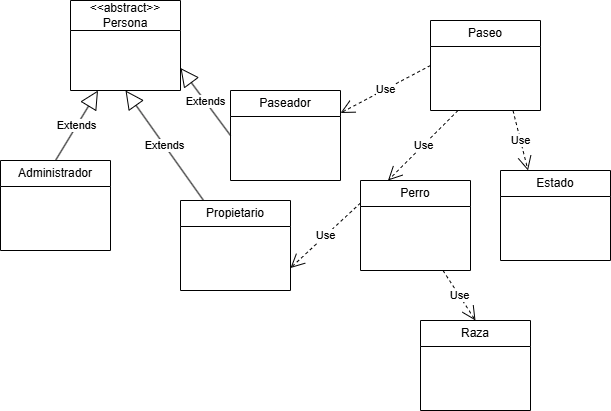 <<abstract>>
Persona
Paseo
Use
Extends
Paseador
Extends
Use
Use
Extends
Administrador
Perro
Estado
Propietario
Use
Use
Raza